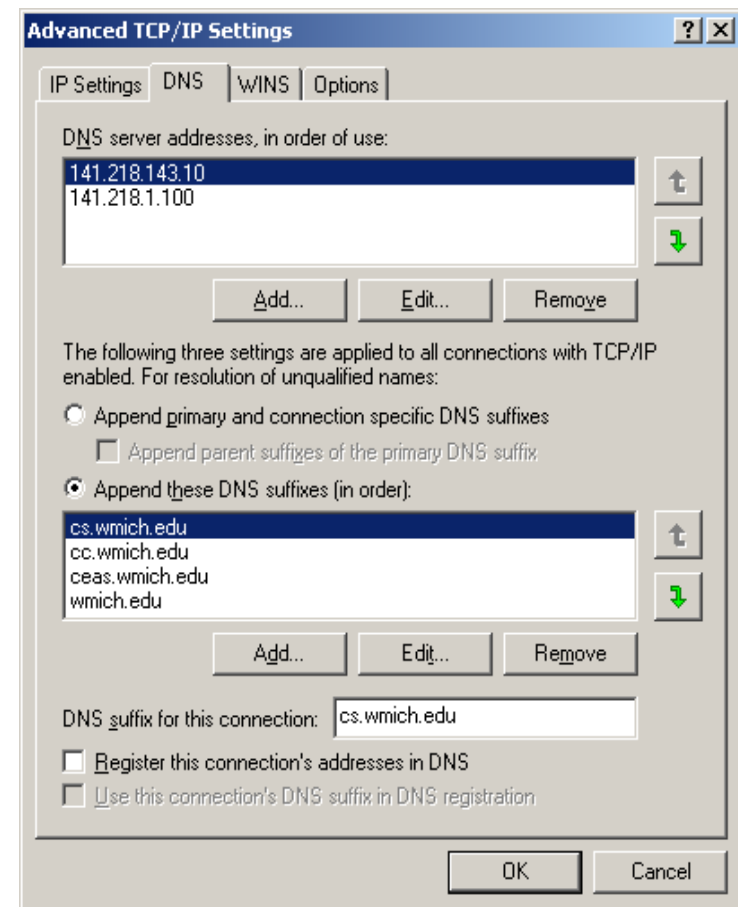 Advanced TCP/IP Settings
IP Settings DNS WINS Options
DNS server addresses, in order of use:
141.218.143.10
141.218.1.100
Add... Edit... Remove
The following three settings are applied to all connections with TCP/IP
enabled. For resolution of unqualified names:
Append primary and connection specific DNS suffixes
Append parent suffixes of the primary DNS suffix
Append these DNS suffixes (in order):
cs.wmich.edu
cc.wmich.edu
ceas.wmich.edu
wmich.edu
Add... Edit... Remove
DNS suffix for this connection: cs.wmich.edu
Register this connection's addresses in DNS
Use this connection's DNS suffix in DNS registration
OK Cancel